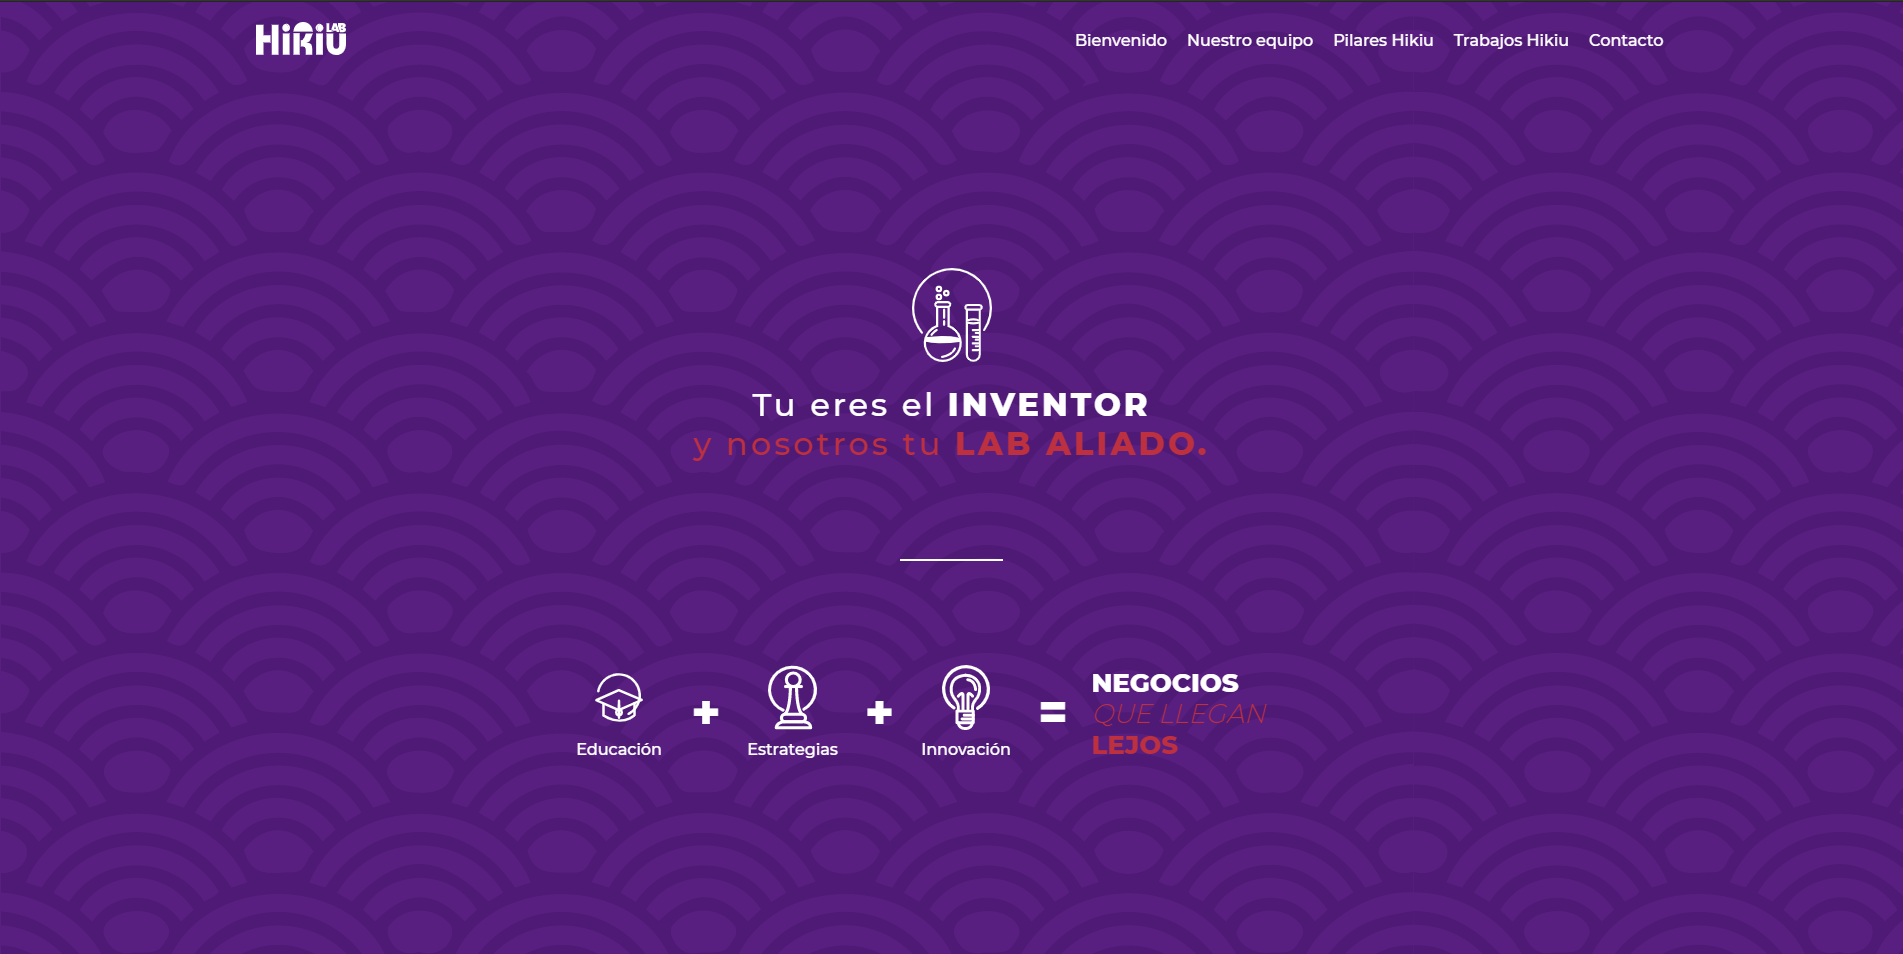 Hikiu LAB
Bienvenido Nuestro equipo Pilares Hikiu Trabajos Hikiu Contacto
Tu eres el INVENTOR
y nosotros tu LAB ALIADO.
Educación + Estrategias + Innovación =
NEGOCIOS
QUE LLEGAN
LEJOS